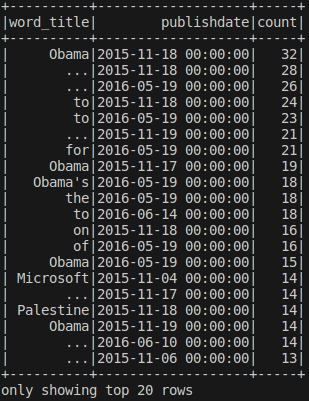 +----------+-------------------+-----+
|word_title|        publishdate|count|
+----------+-------------------+-----+
|     Obama|2015-11-18 00:00:00|   32|
|       ...|2015-11-18 00:00:00|   28|
|       ...|2016-05-19 00:00:00|   26|
|        to|2015-11-18 00:00:00|   24|
|        to|2016-05-19 00:00:00|   23|
|       ...|2015-11-19 00:00:00|   21|
|       for|2016-05-19 00:00:00|   21|
|     Obama|2015-11-17 00:00:00|   19|
|   Obama's|2016-05-19 00:00:00|   18|
|       the|2016-05-19 00:00:00|   18|
|        to|2016-06-14 00:00:00|   18|
|        on|2015-11-18 00:00:00|   16|
|        of|2016-05-19 00:00:00|   16|
|     Obama|2016-05-19 00:00:00|   15|
| Microsoft|2015-11-04 00:00:00|   14|
|       ...|2015-11-17 00:00:00|   14|
| Palestine|2015-11-18 00:00:00|   14|
|     Obama|2015-11-19 00:00:00|   14|
|       ...|2016-06-10 00:00:00|   14|
|       ...|2015-11-06 00:00:00|   13|
+----------+-------------------+-----+
only showing top 20 rows